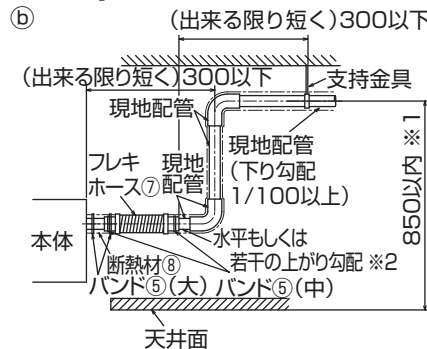 ⓑ
(出来る限り短く)300以下
(出来る限り短く)300以下
支持金具
現地配管
現地配管
(下り勾配
1/100以上)
850以内 ※1
フレキ
ホース⑦
現地
配管
本体
断熱材⑧
水平もしくは
若干の上がり勾配 ※2
バンド⑤(大)
バンド⑤(中)
天井面